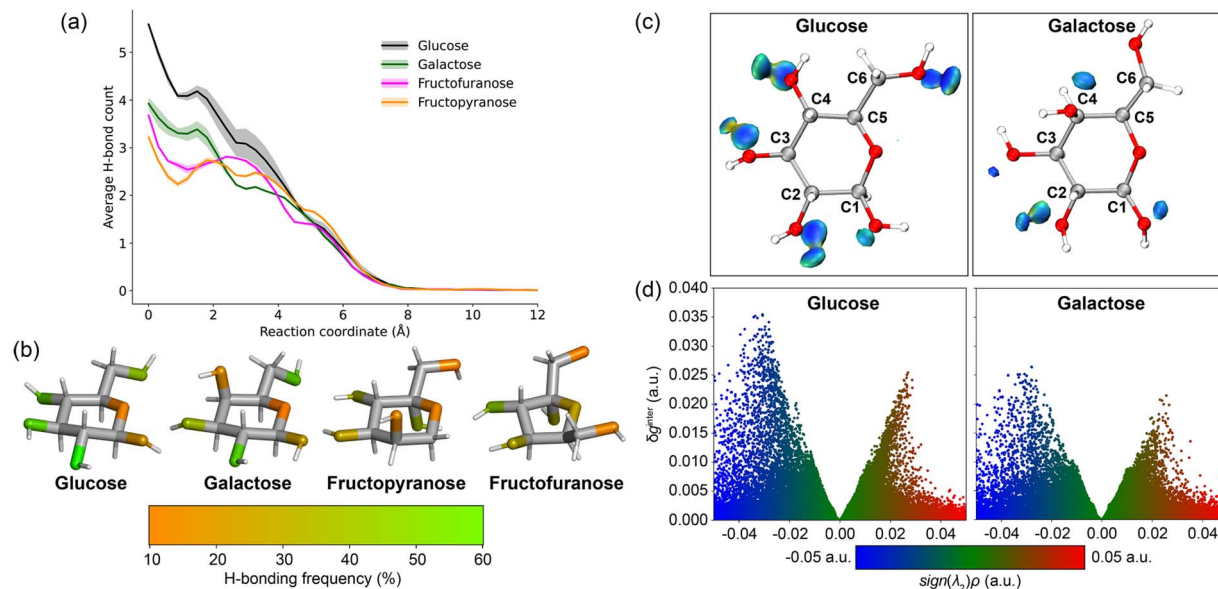 (a)
Average H-bond count
5
4
3
2
1
0
Glucose
Galactose
Fructofuranose
Fructopyranose
0 2 4 6 8 10 12
Reaction coordinate (Å)
(b)
Glucose Galactose Fructopyranose Fructofuranose
10 20 30 40 50 60
H-bonding frequency (%)
(c)
Glucose
C6
C4
C5
C3
C2
C1
Galactose
C6
C4
C5
C3
C2
C1
(d)
δg^inter (a.u.)
0.040
0.035
0.030
0.025
0.020
0.015
0.010
0.005
0.000
Glucose
Galactose
-0.04 -0.02 0.00 0.02 0.04
-0.04 -0.02 0.00 0.02 0.04
-0.05 a.u. 0.05 a.u.
sign(λ₂)ρ (a.u.)